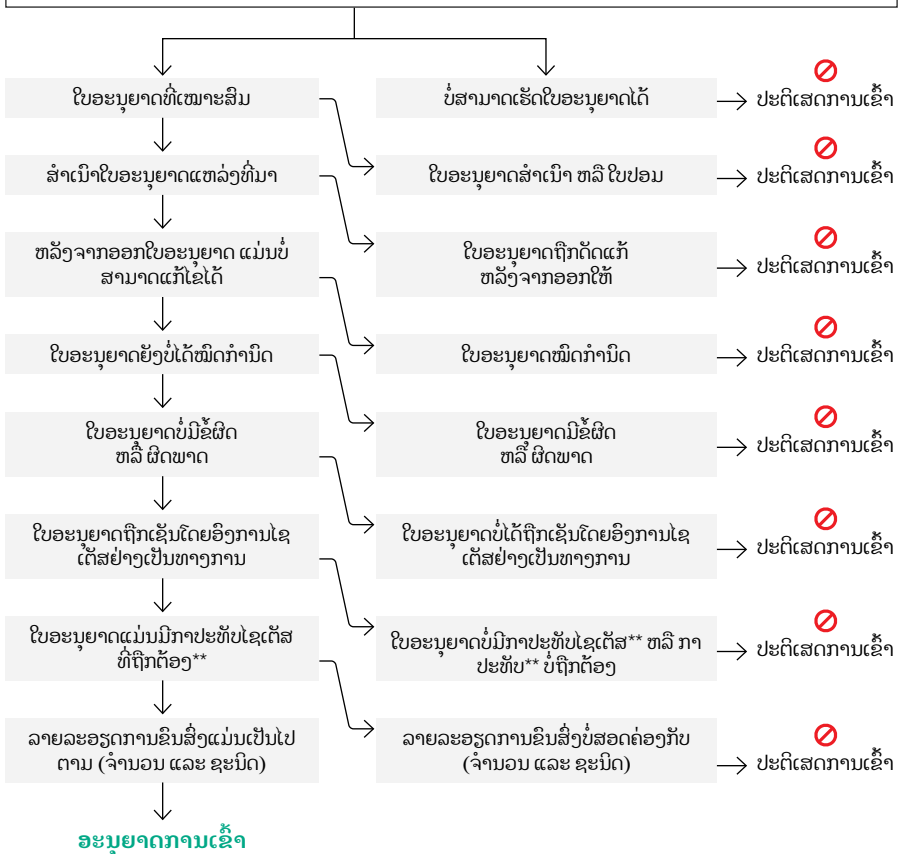 ໃບອະນຸຍາດທີ່ເໝາະສົມ
ບໍ່ສາມາດເຮັດໃບອະນຸຍາດໄດ້
ປະຕິເສດການເຂົ້າ
ສຳເນົາໃບອະນຸຍາດແຫລ່ງທີ່ມາ
ໃບອະນຸຍາດສຳເນົາ ຫລື ໃບປອມ
ປະຕິເສດການເຂົ້າ
ຫລັງຈາກອອກໃບອະນຸຍາດ ແມ່ນບໍ່
ສາມາດແກ້ໄຂໄດ້
ໃບອະນຸຍາດຖືກດັດແກ້
ຫລັງຈາກອອກໃຫ້
ປະຕິເສດການເຂົ້າ
ໃບອະນຸຍາດຍັງບໍ່ໄດ້ໝົດກຳນົດ
ໃບອະນຸຍາດໝົດກຳນົດ
ປະຕິເສດການເຂົ້າ
ໃບອະນຸຍາດບໍ່ມີຂໍ້ຜິດ
ຫລື ຜິດພາດ
ໃບອະນຸຍາດມີຂໍ້ຜິດ
ຫລື ຜິດພາດ
ປະຕິເສດການເຂົ້າ
ໃບອະນຸຍາດຖືກເຊັນໂດຍອົງການໄຊ
ເຕັສຢ່າງເປັນທາງການ
ໃບອະນຸຍາດບໍ່ໄດ້ຖືກເຊັນໂດຍອົງການໄຊ
ເຕັສຢ່າງເປັນທາງການ
ປະຕິເສດການເຂົ້າ
ໃບອະນຸຍາດແມ່ນມີກາປະທັບໄຊເຕັສ
ທີ່ຖືກຕ້ອງ**
ໃບອະນຸຍາດບໍ່ມີກາປະທັບໄຊເຕັສ** ຫລື ກາ
ປະທັບ** ບໍ່ຖືກຕ້ອງ
ປະຕິເສດການເຂົ້າ
ລາຍລະອຽດການຂົນສົ່ງແມ່ນເປັນໄປ
ຕາມ (ຈຳນວນ ແລະ ຊະນິດ)
ລາຍລະອຽດການຂົນສົ່ງບໍ່ສອດຄ່ອງກັບ
(ຈຳນວນ ແລະ ຊະນິດ)
ປະຕິເສດການເຂົ້າ
ອະນຸຍາດການເຂົ້າ